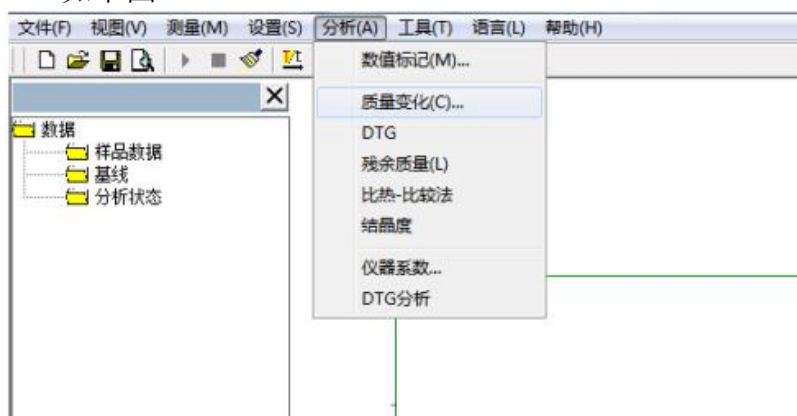 文件(F) 视图(V) 测量(M) 设置(S) 分析(A) 工具(T) 语言(L) 帮助(H)
数值标记(M)...
质量变化(C)...
DTG
残余质量(L)
比热-比较法
结晶度
仪器系数...
DTG分析
数据
样品数据
基线
分析状态